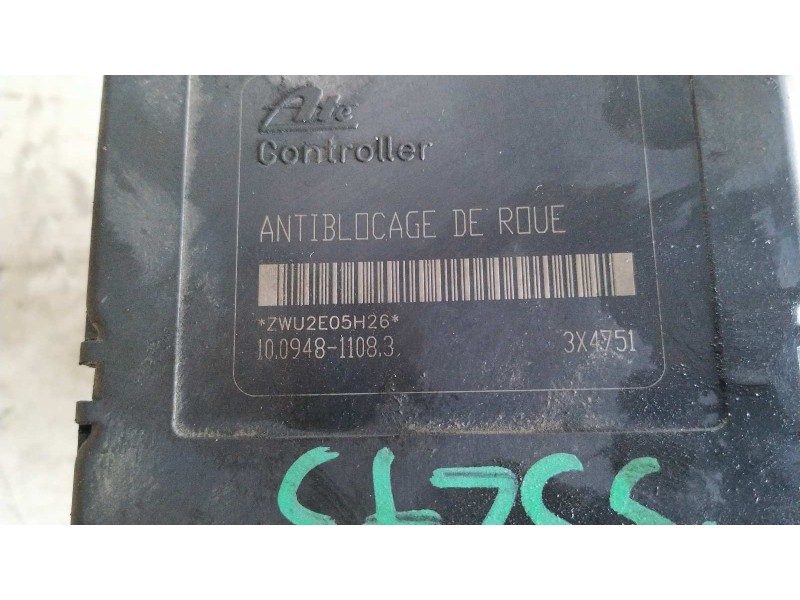 Ate
Controller
ANTIBLOCAGE DE ROUE
*ZWU2E05H26*
10.0948-1108.3 3X4751